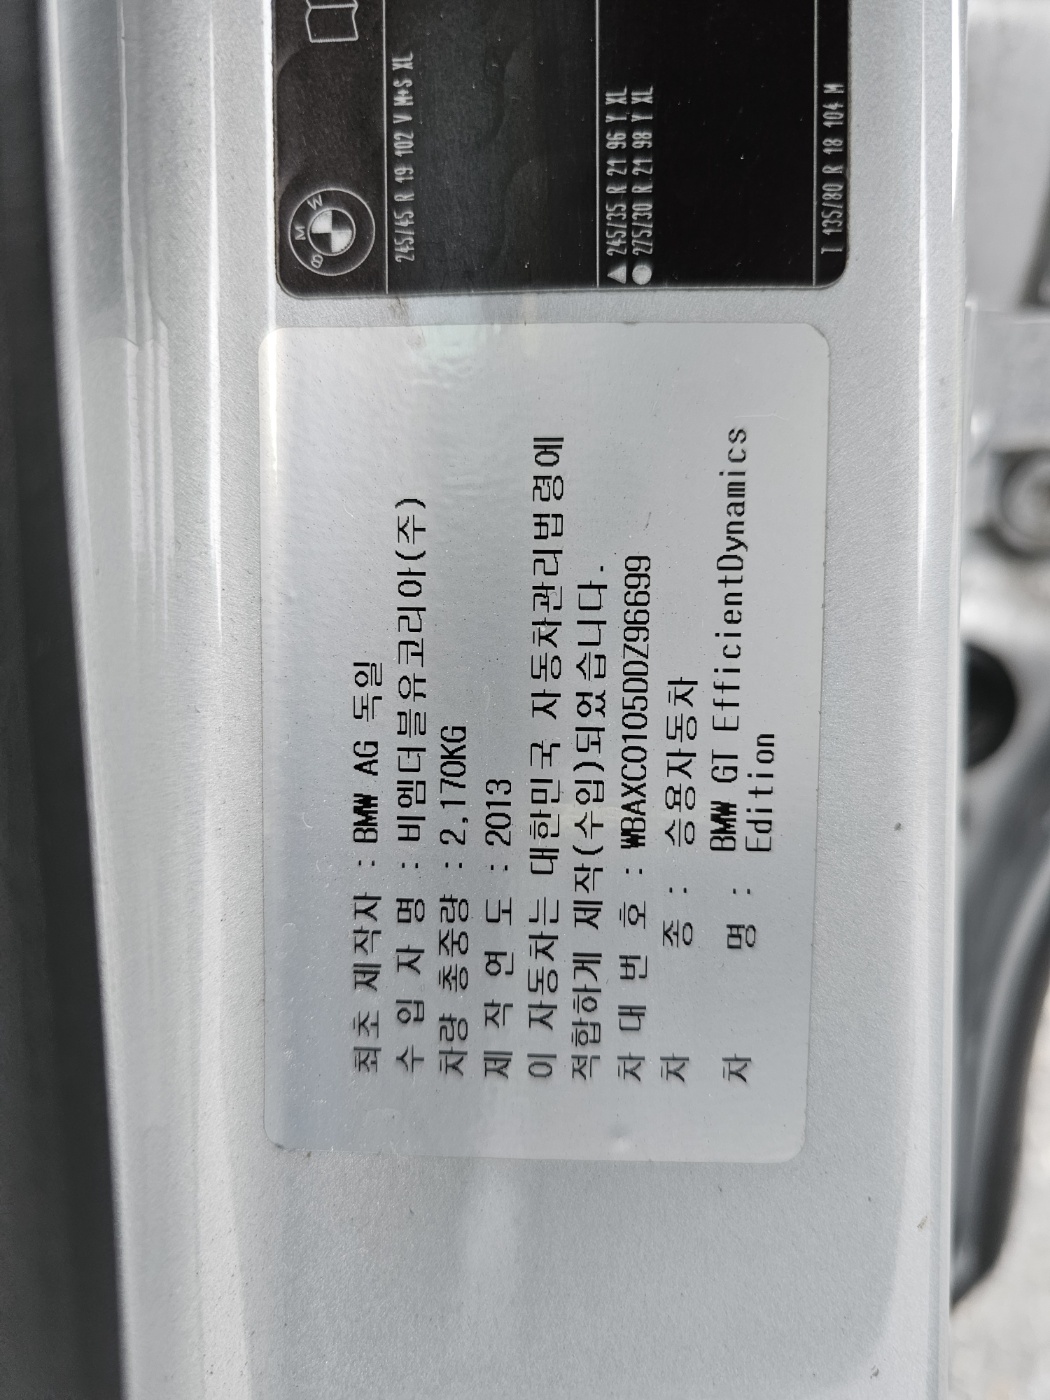 BMW
245/45 R 19 102 V M+S XL
▲ 245/35 R 21 96 Y XL
● 275/30 R 21 98 Y XL
T 135/80 R 18 104 M
최초 제작자 : BMW AG 독일
수 입 자 명 : 비엠더블유코리아(주)
차량 총중량 : 2,170KG
제 작 연 도 : 2013
이 자동차는 대한민국 자동차관리법령에
적합하게 제작(수입)되었습니다.
차 대 번 호 : WBAXC0105DDZ96699
차 종 : 승용자동차
차 명 : BMW GT EfficientDynamics
Edition